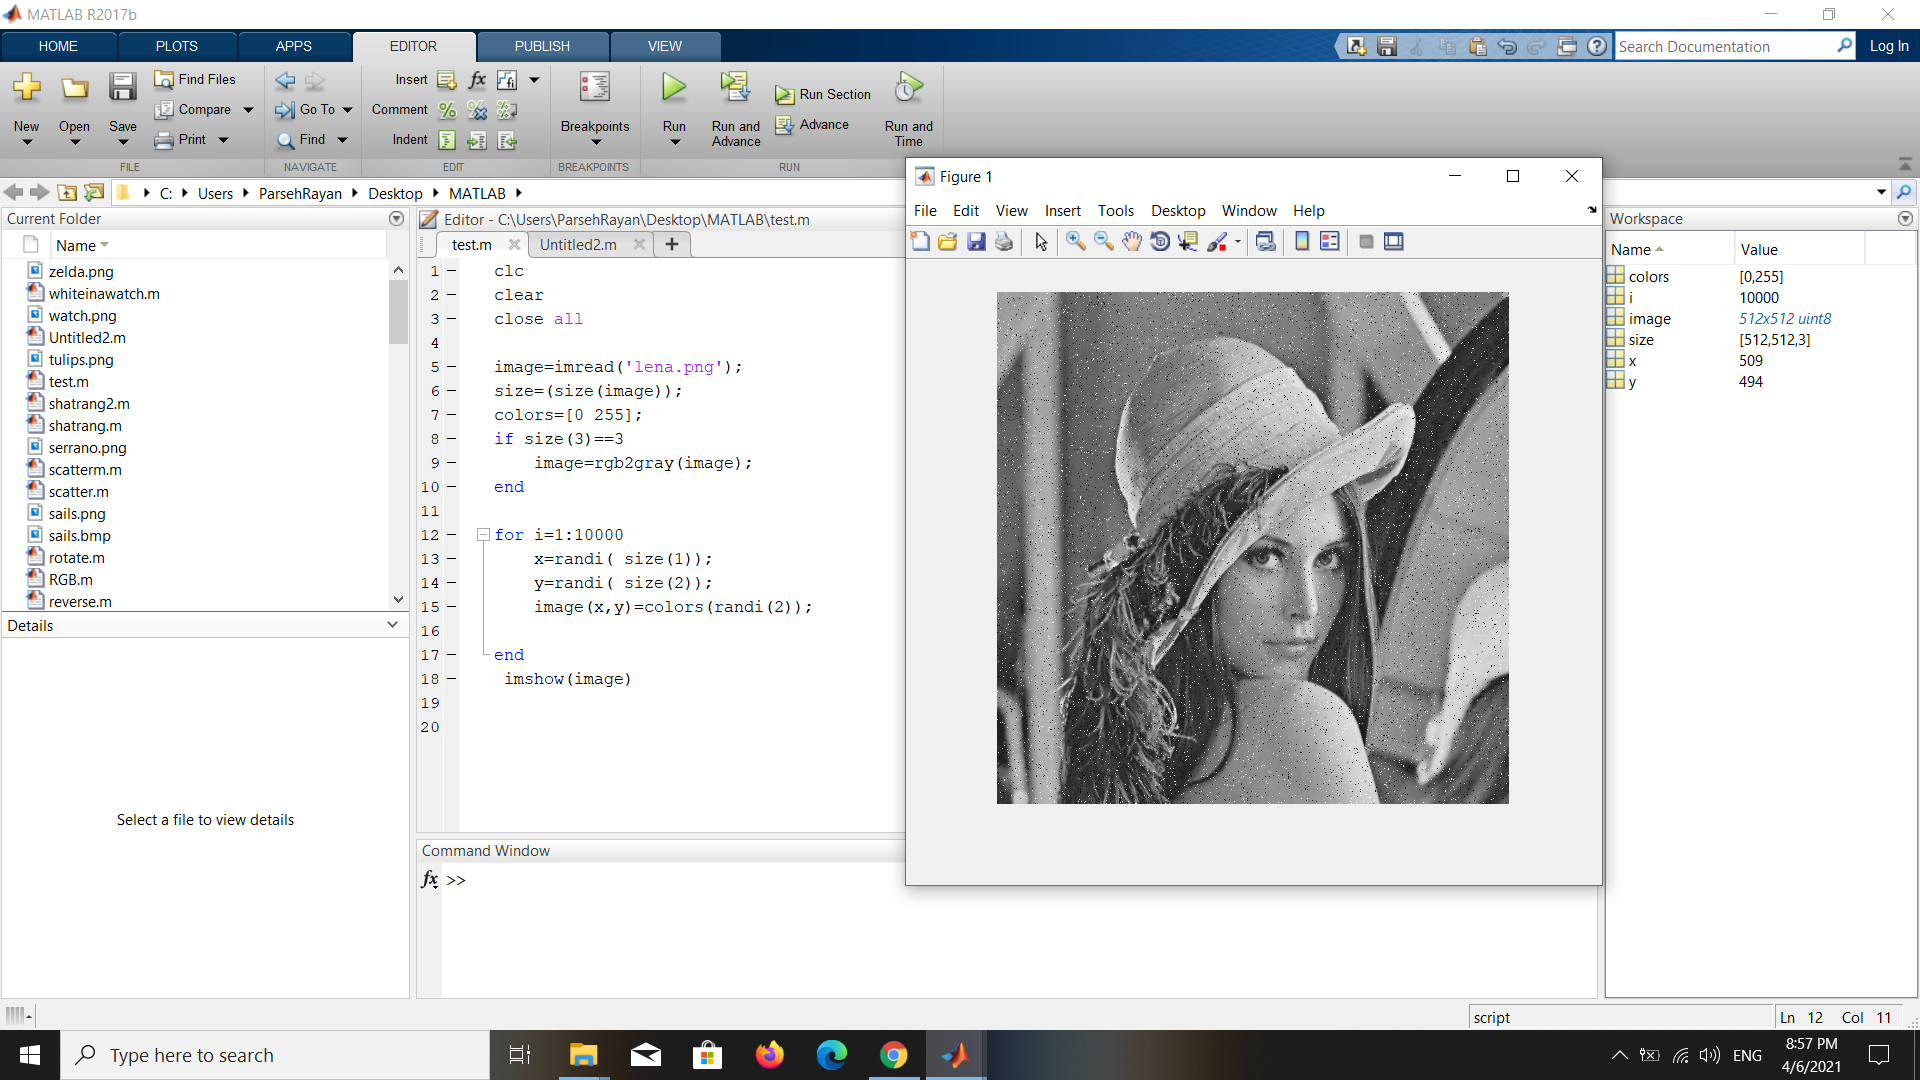 MATLAB R2017b
HOME PLOTS APPS EDITOR PUBLISH VIEW
Search Documentation Log In
New Open Save
Find Files
Compare
Print
FILE
Go To
Find
NAVIGATE
Insert
Comment
Indent
EDIT
Breakpoints
BREAKPOINTS
Run
Run and Advance
Run Section
Advance
Run and Time
RUN
C: Users ParsehRayan Desktop MATLAB
Current Folder
Name
zelda.png
whiteinawatch.m
watch.png
Untitled2.m
tulips.png
test.m
shatrang2.m
shatrang.m
serrano.png
scatterm.m
scatter.m
sails.png
sails.bmp
rotate.m
RGB.m
reverse.m
Details
Select a file to view details
Editor - C:\Users\ParsehRayan\Desktop\MATLAB\test.m
test.m Untitled2.m +
1 clc
2 clear
3 close all
4
5 image=imread('lena.png');
6 size=(size(image));
7 colors=[0 255];
8 if size(3)==3
9 image=rgb2gray(image);
10 end
11
12 for i=1:10000
13 x=randi( size(1));
14 y=randi( size(2));
15 image(x,y)=colors(randi(2));
16
17 end
18 imshow(image)
19
20
Command Window
fx >>
Figure 1
File Edit View Insert Tools Desktop Window Help
Workspace
Name Value
colors [0,255]
i 10000
image 512x512 uint8
size [512,512,3]
x 509
y 494
script
Ln 12 Col 11
Type here to search
ENG
8:57 PM
4/6/2021